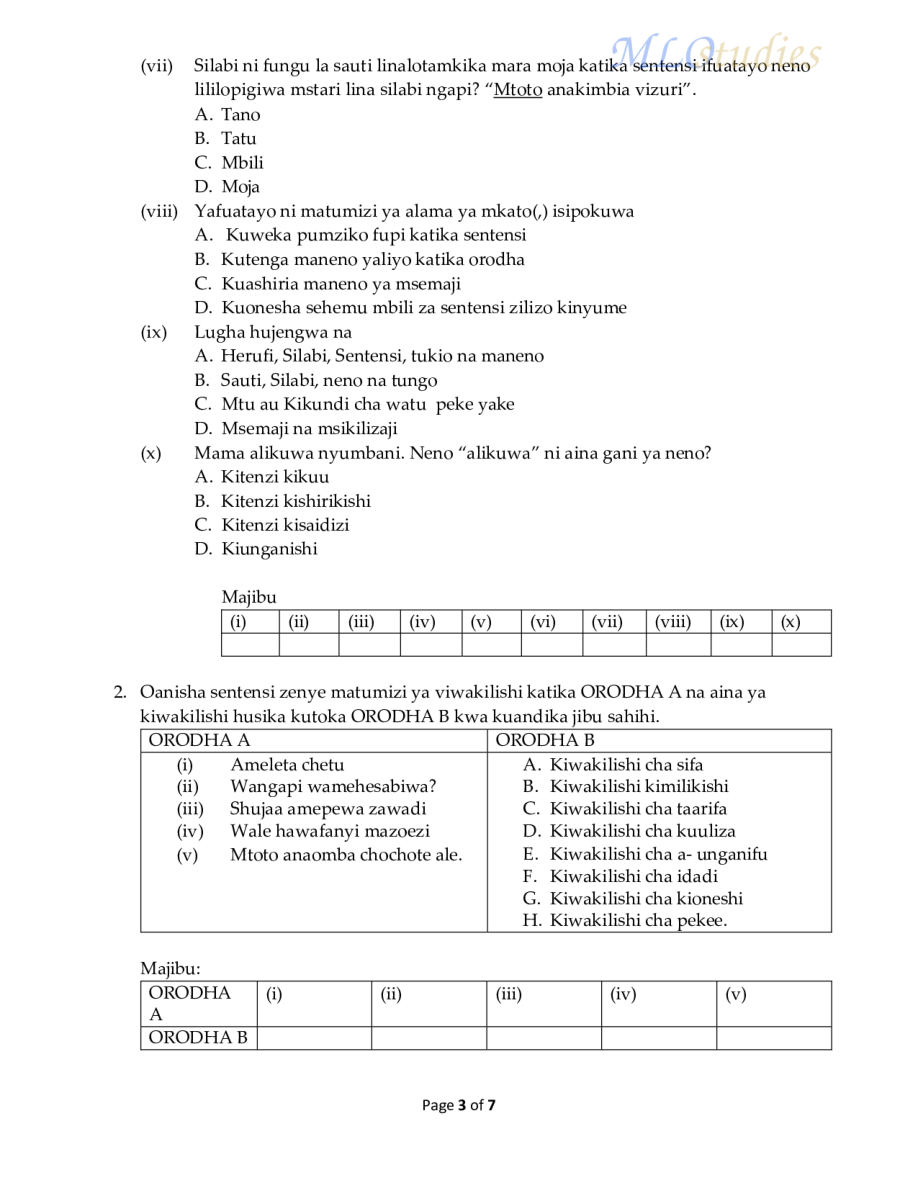 MLOstudies
(vii) Silabi ni fungu la sauti linalotamkika mara moja katika sentensi ifuatayo neno
lililopigiwa mstari lina silabi ngapi? “Mtoto anakimbia vizuri”.
A. Tano
B. Tatu
C. Mbili
D. Moja
(viii) Yafuatayo ni matumizi ya alama ya mkato(,) isipokuwa
A. Kuweka pumziko fupi katika sentensi
B. Kutenga maneno yaliyo katika orodha
C. Kuashiria maneno ya msemaji
D. Kuonesha sehemu mbili za sentensi zilizo kinyume
(ix) Lugha hujengwa na
A. Herufi, Silabi, Sentensi, tukio na maneno
B. Sauti, Silabi, neno na tungo
C. Mtu au Kikundi cha watu peke yake
D. Msemaji na msikilizaji
(x) Mama alikuwa nyumbani. Neno “alikuwa” ni aina gani ya neno?
A. Kitenzi kikuu
B. Kitenzi kishirikishi
C. Kitenzi kisaidizi
D. Kiunganishi
Majibu
(i) (ii) (iii) (iv) (v) (vi) (vii) (viii) (ix) (x)
2. Oanisha sentensi zenye matumizi ya viwakilishi katika ORODHA A na aina ya
kiwakilishi husika kutoka ORODHA B kwa kuandika jibu sahihi.
ORODHA A ORODHA B
(i) Ameleta chetu A. Kiwakilishi cha sifa
(ii) Wangapi wamehesabiwa? B. Kiwakilishi kimilikishi
(iii) Shujaa amepewa zawadi C. Kiwakilishi cha taarifa
(iv) Wale hawafanyi mazoezi D. Kiwakilishi cha kuuliza
(v) Mtoto anaomba chochote ale. E. Kiwakilishi cha a- unganifu
F. Kiwakilishi cha idadi
G. Kiwakilishi cha kioneshi
H. Kiwakilishi cha pekee.
Majibu:
ORODHA A (i) (ii) (iii) (iv) (v)
ORODHA B
Page 3 of 7